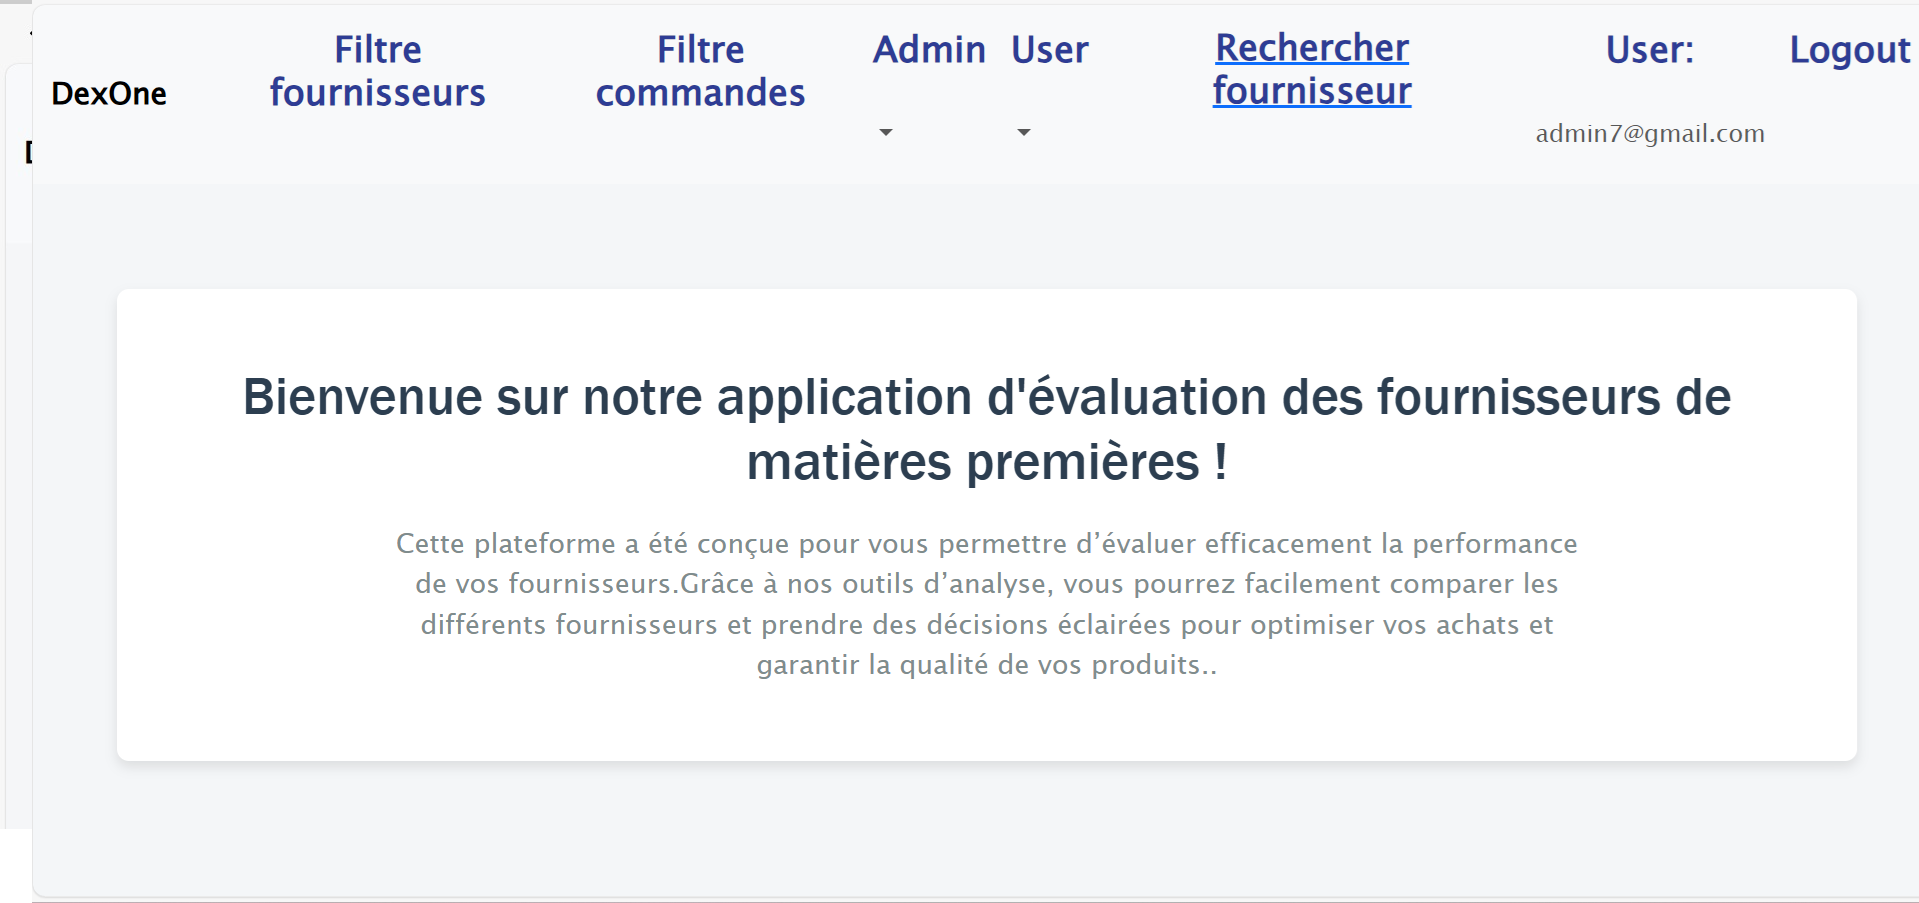 DexOne
Filtre
fournisseurs
Filtre
commandes
Admin
User
Rechercher
fournisseur
User:
admin7@gmail.com
Logout
Bienvenue sur notre application d'évaluation des fournisseurs de
matières premières !
Cette plateforme a été conçue pour vous permettre d’évaluer efficacement la performance
de vos fournisseurs.Grâce à nos outils d’analyse, vous pourrez facilement comparer les
différents fournisseurs et prendre des décisions éclairées pour optimiser vos achats et
garantir la qualité de vos produits..